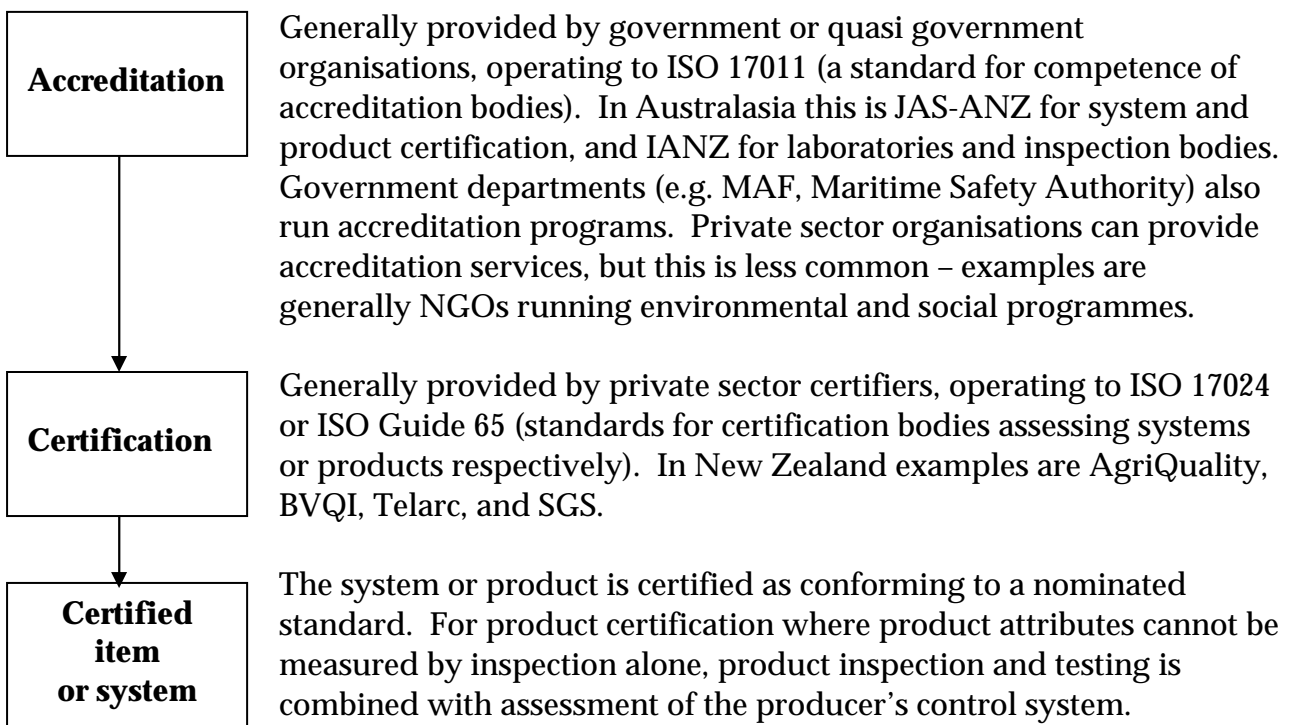 Accreditation
Generally provided by government or quasi government
organisations, operating to ISO 17011 (a standard for competence of
accreditation bodies). In Australasia this is JAS-ANZ for system and
product certification, and IANZ for laboratories and inspection bodies.
Government departments (e.g. MAF, Maritime Safety Authority) also
run accreditation programs. Private sector organisations can provide
accreditation services, but this is less common – examples are
generally NGOs running environmental and social programmes.
Certification
Generally provided by private sector certifiers, operating to ISO 17024
or ISO Guide 65 (standards for certification bodies assessing systems
or products respectively). In New Zealand examples are AgriQuality,
BVQI, Telarc, and SGS.
Certified
item
or system
The system or product is certified as conforming to a nominated
standard. For product certification where product attributes cannot be
measured by inspection alone, product inspection and testing is
combined with assessment of the producer's control system.